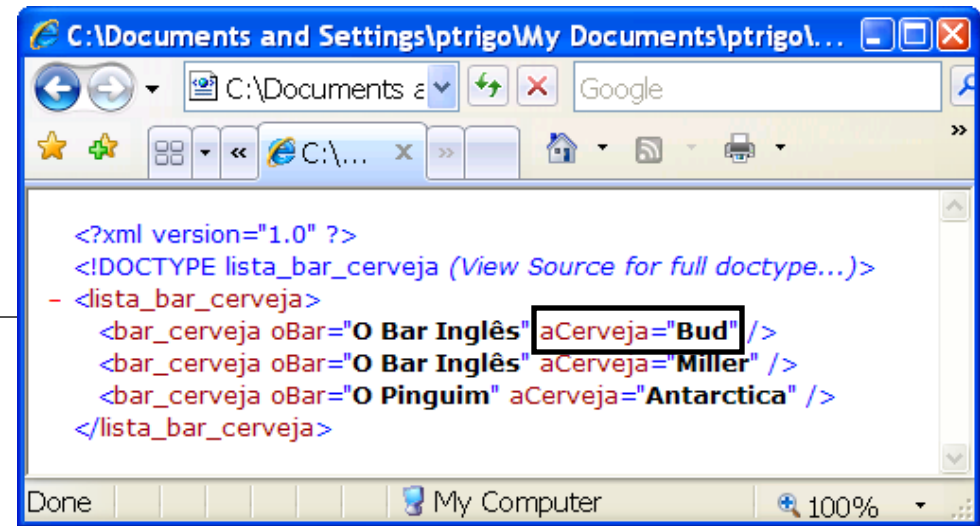 C:\Documents and Settings\ptrigo\My Documents\ptrigo\...
C:\Documents a
Google
C:\...
<?xml version="1.0" ?>
<!DOCTYPE lista_bar_cerveja (View Source for full doctype...)>
- <lista_bar_cerveja>
<bar_cerveja oBar="O Bar Inglês" aCerveja="Bud" />
<bar_cerveja oBar="O Bar Inglês" aCerveja="Miller" />
<bar_cerveja oBar="O Pinguim" aCerveja="Antarctica" />
</lista_bar_cerveja>
Done My Computer 100%